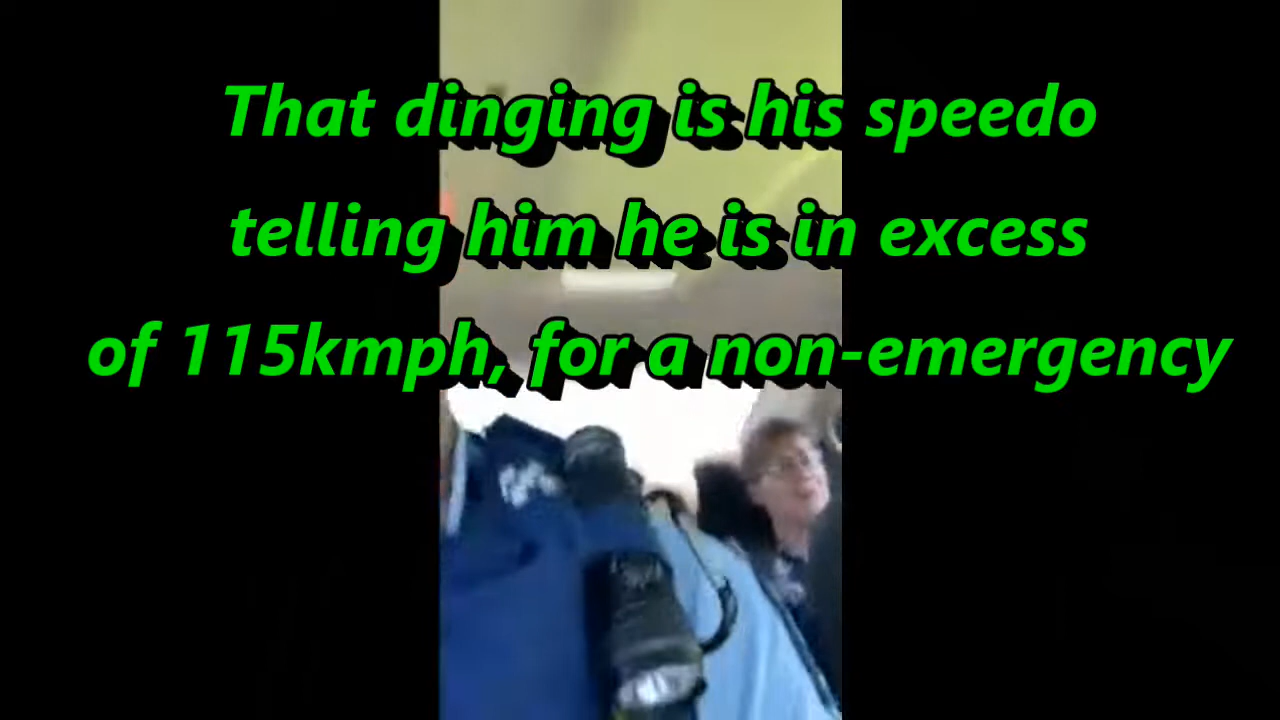 That dinging is his speedo
telling him he is in excess
of 115kmph, for a non-emergency